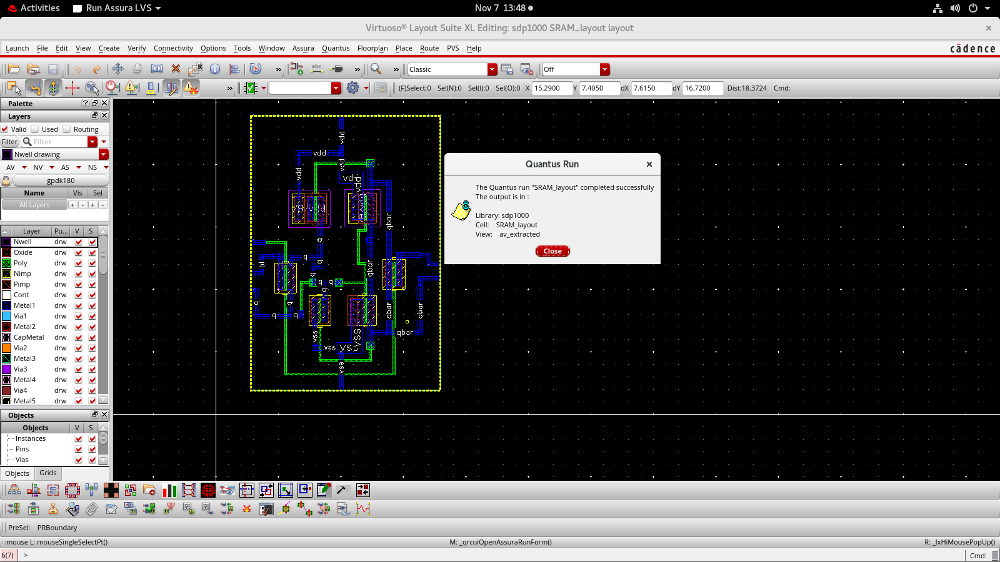 Activities
Run Assura LVS
Nov 7 13:48
Virtuoso® Layout Suite XL Editing: sdp1000 SRAM_layout layout
Launch File Edit View Create Verify Connectivity Options Tools Window Assura Quantus Floorplan Place Route PVS Help
cādence
Classic
Off
(F)Select:0 Sel(N):0 Sel(I):0 Sel(O):0 X 15.2900 Y 7.4050 dX 7.6150 dY 16.7200 Dist:18.3724 Cmd:
Palette
Layers
Valid Used Routing
Filter Filter
Nwell drawing
AV NV AS NS
gpdk180
Name Vis Sel
All Layers + - + -
Layer Pu... V S
Nwell drw
Oxide drw
Poly drw
Nimp drw
Pimp drw
Cont drw
Metal1 drw
Via1 drw
Metal2 drw
CapMetal drw
Via2 drw
Metal3 drw
Via3 drw
Metal4 drw
Via4 drw
Metal5 drw
Objects
Objects V S
Instances
Pins
Vias
Objects Grids
vdd
vdd
vdd
vdd
vdd
vdd
qbar
q
q
q
bl
qbar
q
q
q
q
q
q
q
q
q
qbar
qbar
qbar
vss
vss
VSS
vss
Quantus Run
The Quantus run "SRAM_layout" completed successfully
The output is in :
Library: sdp1000
Cell: SRAM_layout
View: av_extracted
Close
PreSel: PRBoundary
mouse L: mouseSingleSelectPt()
M: _qrcuiOpenAssuraRunForm()
R: _lxHiMousePopUp()
6(7) >
Cmd: